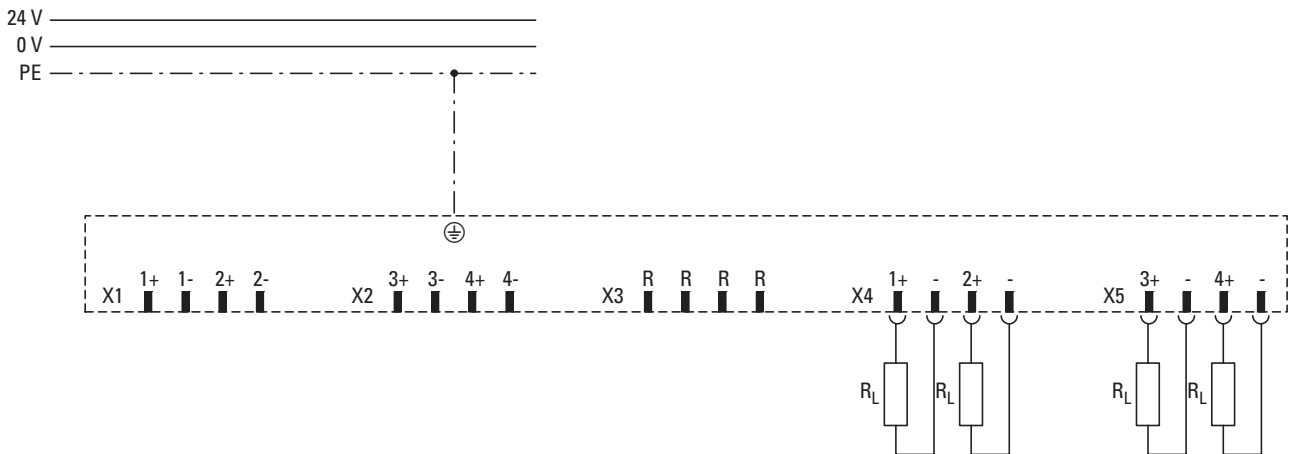 24 V
0 V
PE
X1 1+ 1- 2+ 2- X2 3+ 3- 4+ 4- X3 R R R R X4 1+ - 2+ - X5 3+ - 4+ -
RL RL RL RL